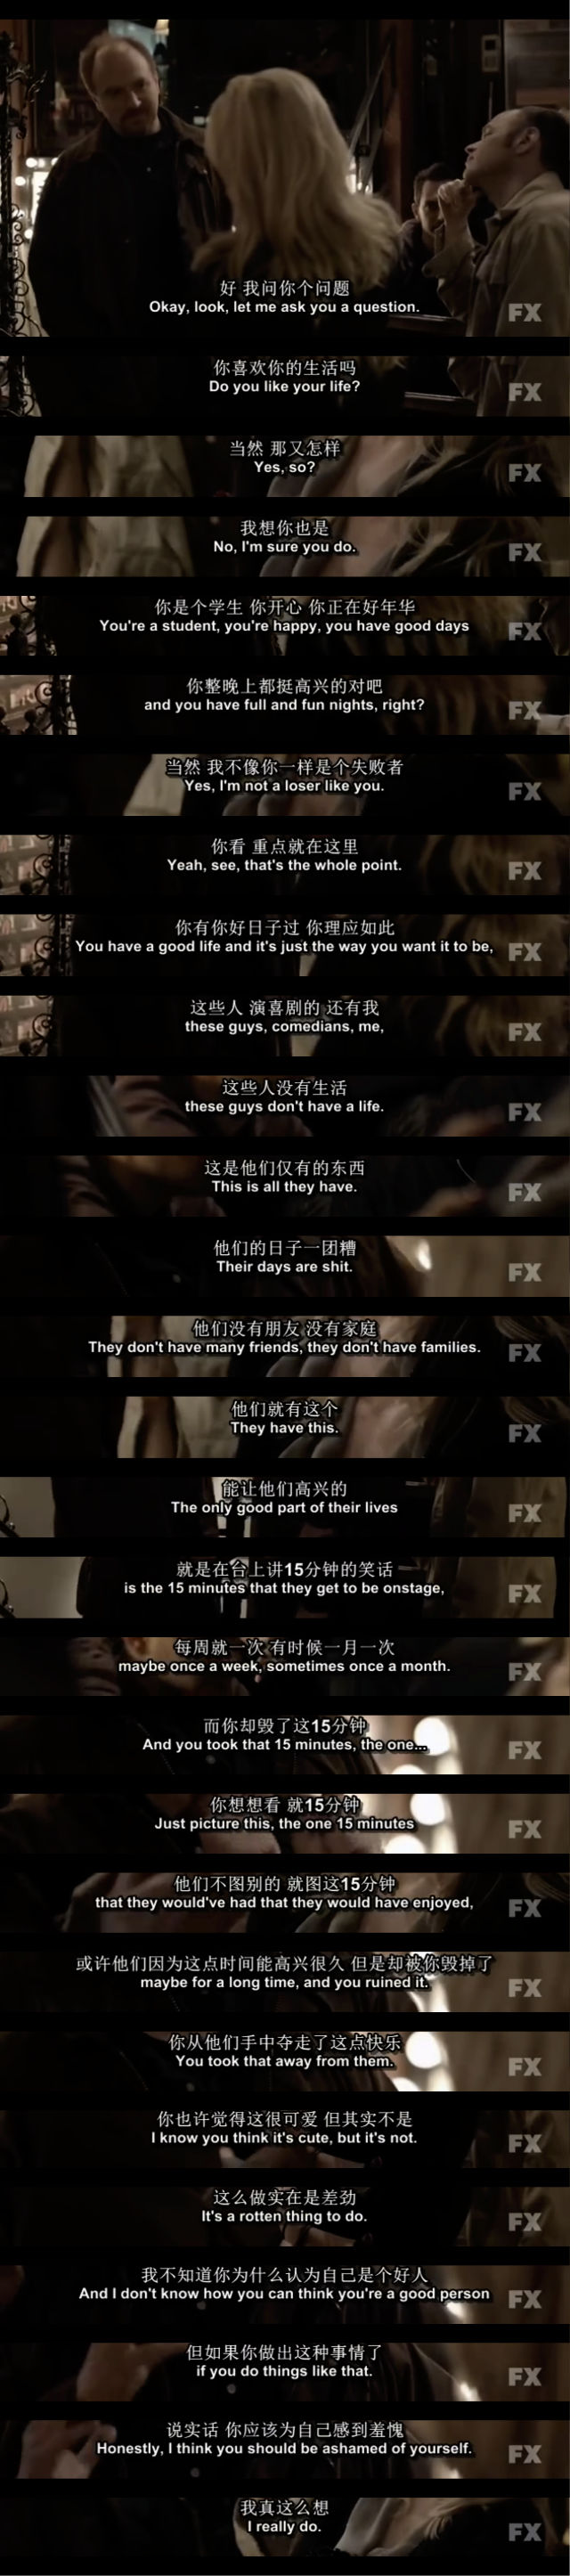 好 我问你个问题
Okay, look, let me ask you a question.
FX
你喜欢你的生活吗
Do you like your life?
FX
当然 那又怎样
Yes, so?
FX
我想你也是
No, I'm sure you do.
FX
你是个学生 你开心 你正在好年华
You're a student, you're happy, you have good days
FX
你整晚上都挺高兴的对吧
and you have full and fun nights, right?
FX
当然 我不像你一样是个失败者
Yes, I'm not a loser like you.
FX
你看 重点就在这里
Yeah, see, that's the whole point.
FX
你有你好日子过 你理应如此
You have a good life and it's just the way you want it to be,
FX
这些人 演喜剧的 还有我
these guys, comedians, me,
FX
这些人没有生活
these guys don't have a life.
FX
这是他们仅有的东西
This is all they have.
FX
他们的日子一团糟
Their days are shit.
FX
他们没有朋友 没有家庭
They don't have many friends, they don't have families.
FX
他们就有这个
They have this.
FX
能让他们高兴的
The only good part of their lives
FX
就是在台上讲15分钟的笑话
is the 15 minutes that they get to be onstage,
FX
每周就一次 有时候一月一次
maybe once a week, sometimes once a month.
FX
而你却毁了这15分钟
And you took that 15 minutes, the one...
FX
你想想看 就15分钟
Just picture this, the one 15 minutes
FX
他们不图别的 就图这15分钟
that they would've had that they would have enjoyed,
FX
或许他们因为这点时间能高兴很久 但是却被你毁掉了
maybe for a long time, and you ruined it.
FX
你从他们手中夺走了这点快乐
You took that away from them.
FX
你也许觉得这很可爱 但其实不是
I know you think it's cute, but it's not.
FX
这么做实在是差劲
It's a rotten thing to do.
FX
我不知道你为什么认为自己是个好人
And I don't know how you can think you're a good person
FX
但如果你做出这种事情了
if you do things like that.
FX
说实话 你应该为自己感到羞愧
Honestly, I think you should be ashamed of yourself.
FX
我真这么想
I really do.
FX